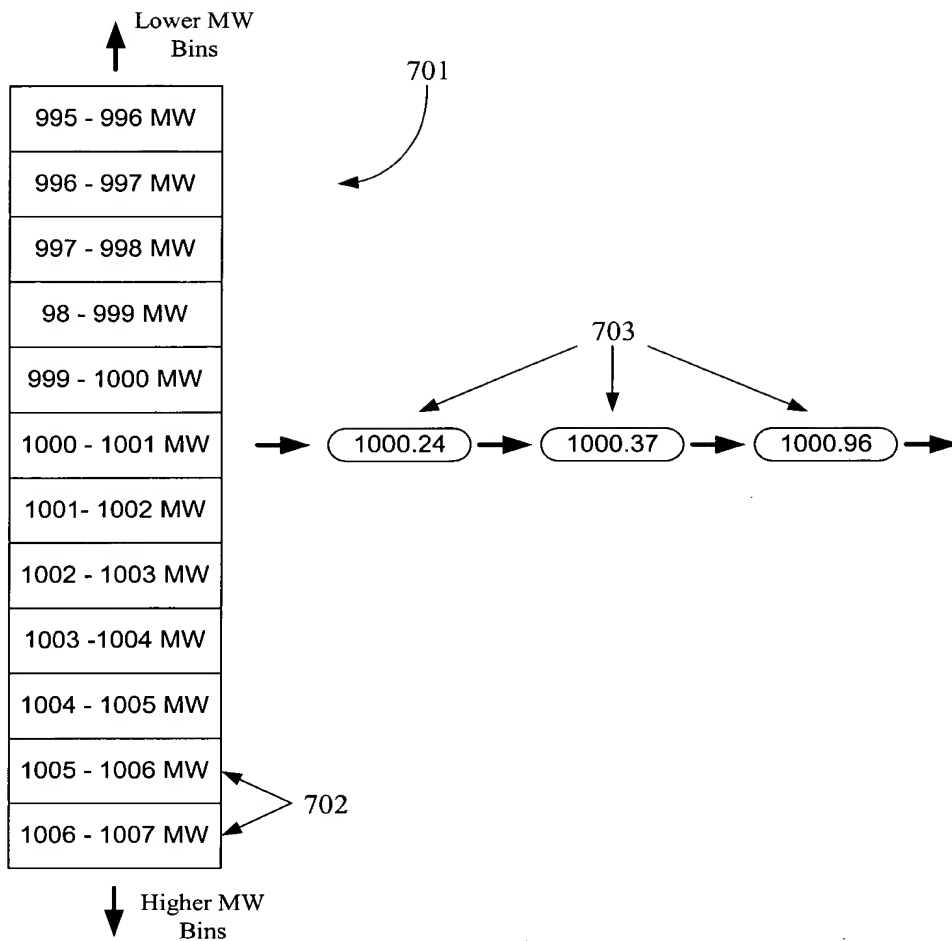 Lower MW
Bins
701
995 - 996 MW
996 - 997 MW
997 - 998 MW
98 - 999 MW
703
999 - 1000 MW
1000 - 1001 MW
1000.24
1000.37
1000.96
1001- 1002 MW
1002 - 1003 MW
1003 -1004 MW
1004 - 1005 MW
1005 - 1006 MW
702
1006 - 1007 MW
Higher MW
Bins